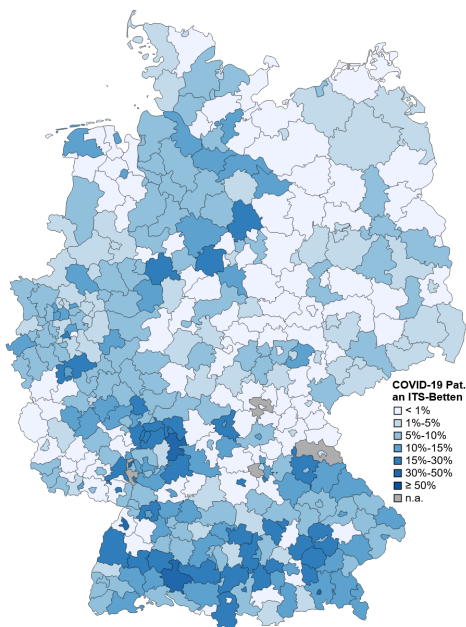 COVID-19 Pat.
an ITS-Betten
< 1%
1%-5%
5%-10%
10%-15%
15%-30%
30%-50%
≥ 50%
n.a.